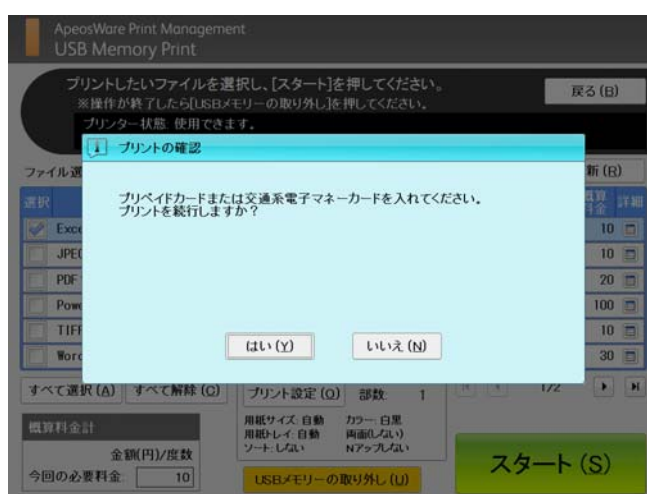 ApeosWare Print Management
USB Memory Print
プリントしたいファイルを選択し、[スタート]を押してください。
※操作が終了したら[USBメモリーの取り外し]を押してください。
戻る(B)
プリンター状態: 使用できます。
プリントの確認
ファイル選
新(R)
プリペイドカードまたは交通系電子マネーカードを入れてください。
プリントを続行しますか？
選択
概算料金 詳細
Exce 10
JPEG 10
PDF 20
Powe 100
TIFF 10
Word 30
はい(Y) いいえ(N)
すべて選択(A) すべて解除(C) プリント設定(O) 部数: 1 1/2
概算料金計
用紙サイズ: 自動 カラー: 白黒
用紙トレイ: 自動 両面(しない)
ソート: しない Nアップ(しない)
金額(円)/度数
今回の必要料金: 10
USBメモリーの取り外し(U)
スタート(S)